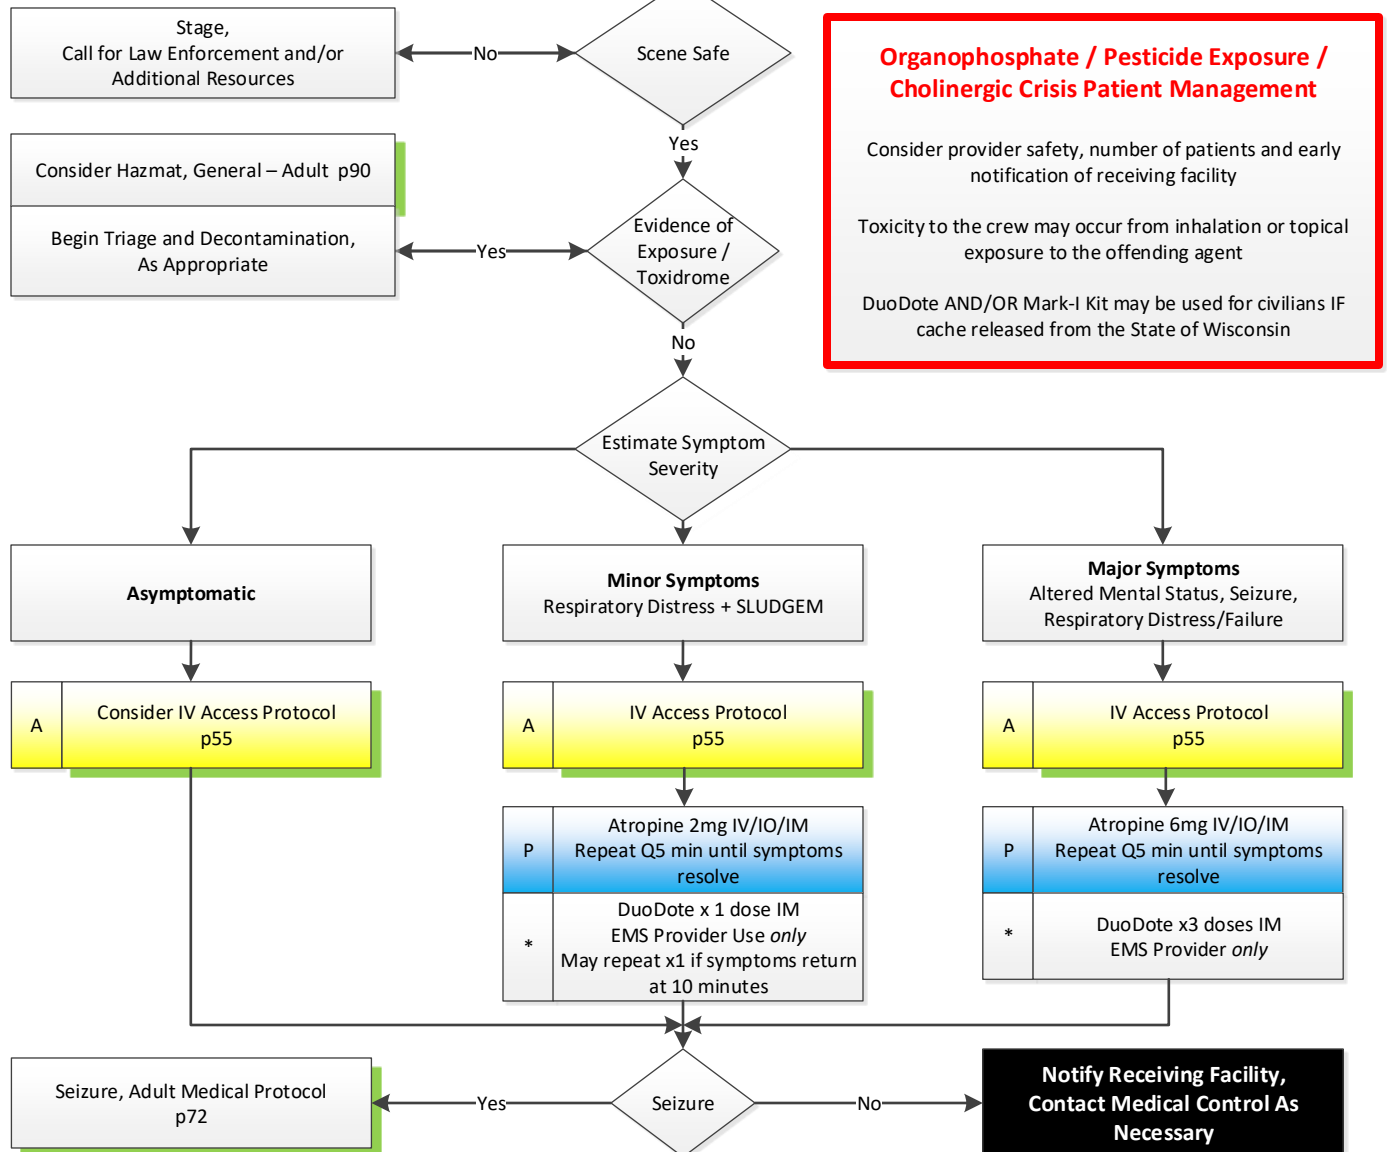 Stage,
Call for Law Enforcement and/or
Additional Resources
No
Scene Safe
Organophosphate / Pesticide Exposure /
Cholinergic Crisis Patient Management
Consider provider safety, number of patients and early
notification of receiving facility
Toxicity to the crew may occur from inhalation or topical
exposure to the offending agent
DuoDote AND/OR Mark-I Kit may be used for civilians IF
cache released from the State of Wisconsin
Yes
Consider Hazmat, General – Adult p90
Begin Triage and Decontamination,
As Appropriate
Yes
Evidence of
Exposure /
Toxidrome
No
Estimate Symptom
Severity
Asymptomatic
Minor Symptoms
Respiratory Distress + SLUDGEM
Major Symptoms
Altered Mental Status, Seizure,
Respiratory Distress/Failure
A
Consider IV Access Protocol
p55
A
IV Access Protocol
p55
A
IV Access Protocol
p55
P
Atropine 2mg IV/IO/IM
Repeat Q5 min until symptoms
resolve
*
DuoDote x 1 dose IM
EMS Provider Use only
May repeat x1 if symptoms return
at 10 minutes
P
Atropine 6mg IV/IO/IM
Repeat Q5 min until symptoms
resolve
*
DuoDote x3 doses IM
EMS Provider only
Seizure, Adult Medical Protocol
p72
Yes
Seizure
No
Notify Receiving Facility,
Contact Medical Control As
Necessary